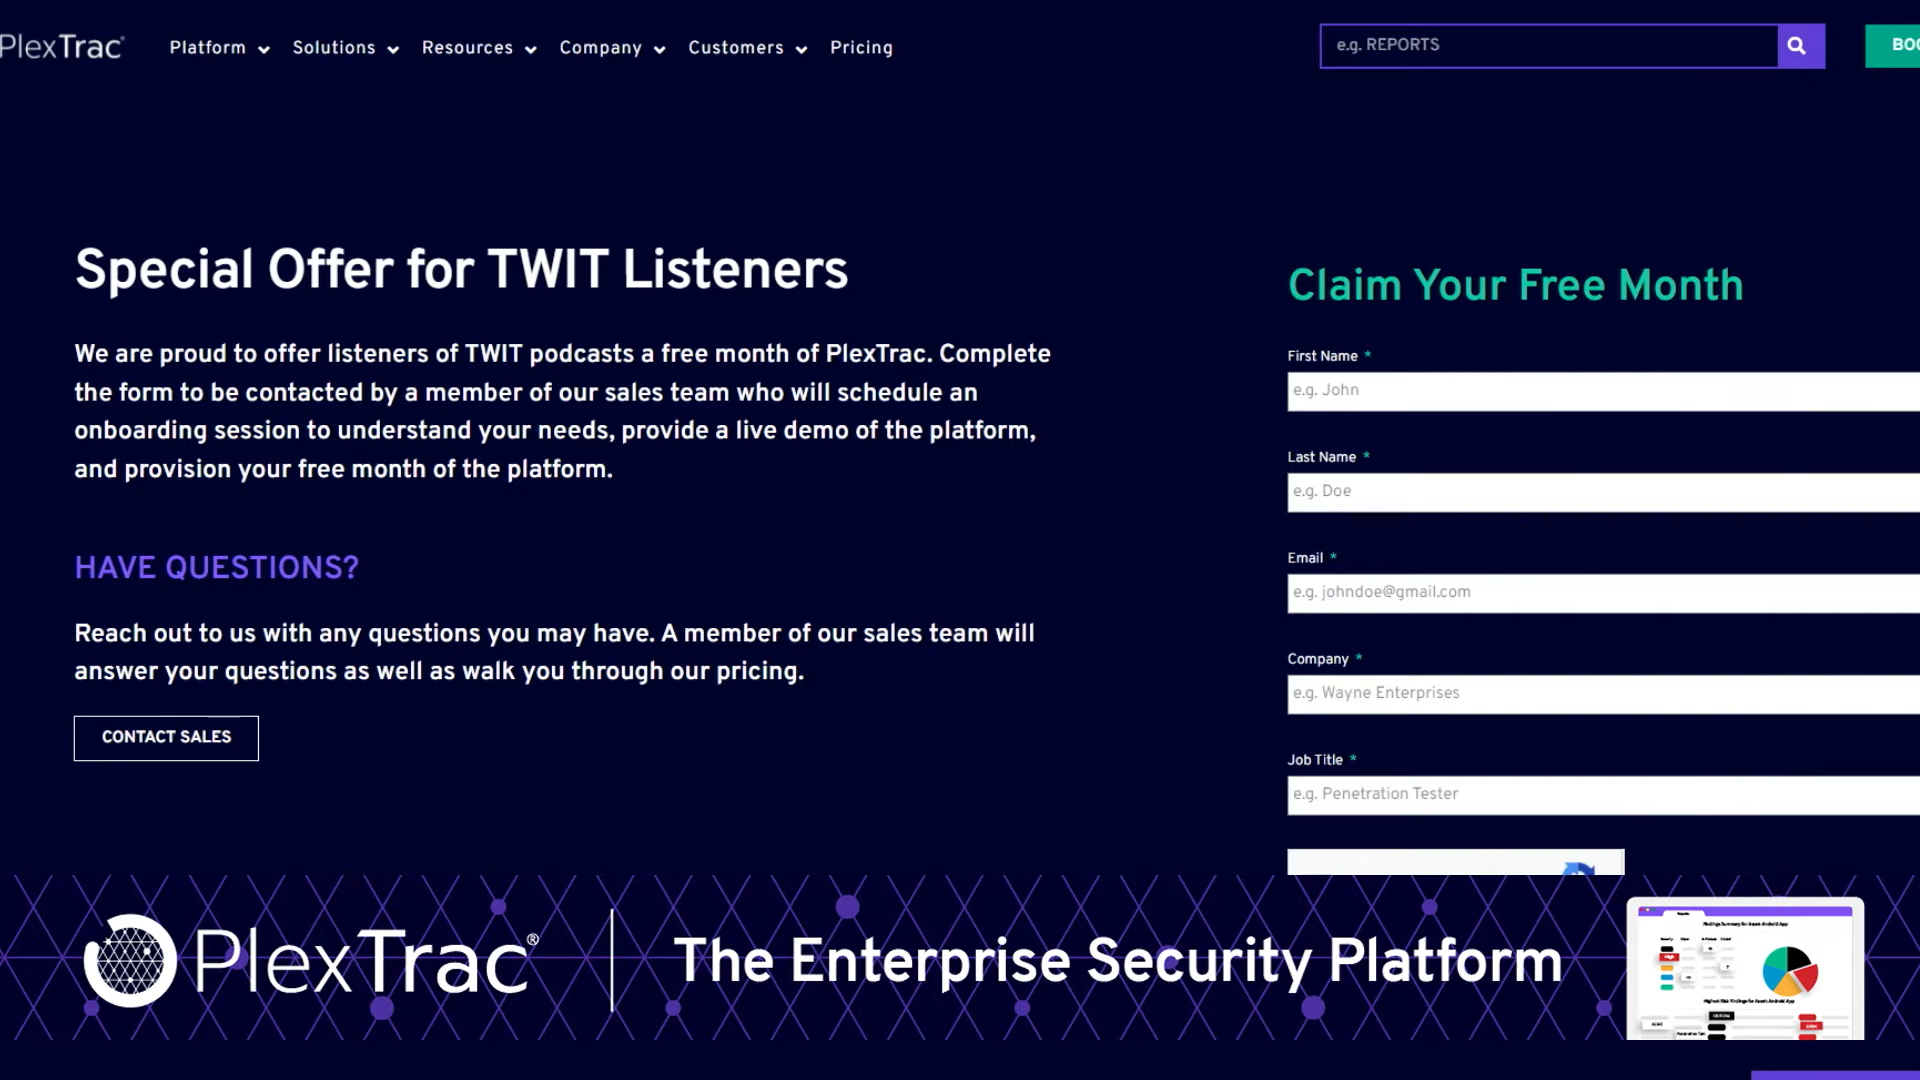 PlexTrac
Platform Solutions Resources Company Customers Pricing
e.g. REPORTS
Special Offer for TWIT Listeners
We are proud to offer listeners of TWIT podcasts a free month of PlexTrac. Complete
the form to be contacted by a member of our sales team who will schedule an
onboarding session to understand your needs, provide a live demo of the platform,
and provision your free month of the platform.
HAVE QUESTIONS?
Reach out to us with any questions you may have. A member of our sales team will
answer your questions as well as walk you through our pricing.
CONTACT SALES
Claim Your Free Month
First Name *
e.g. John
Last Name *
e.g. Doe
Email *
e.g. johndoe@gmail.com
Company *
e.g. Wayne Enterprises
Job Title *
e.g. Penetration Tester
PlexTrac®
The Enterprise Security Platform